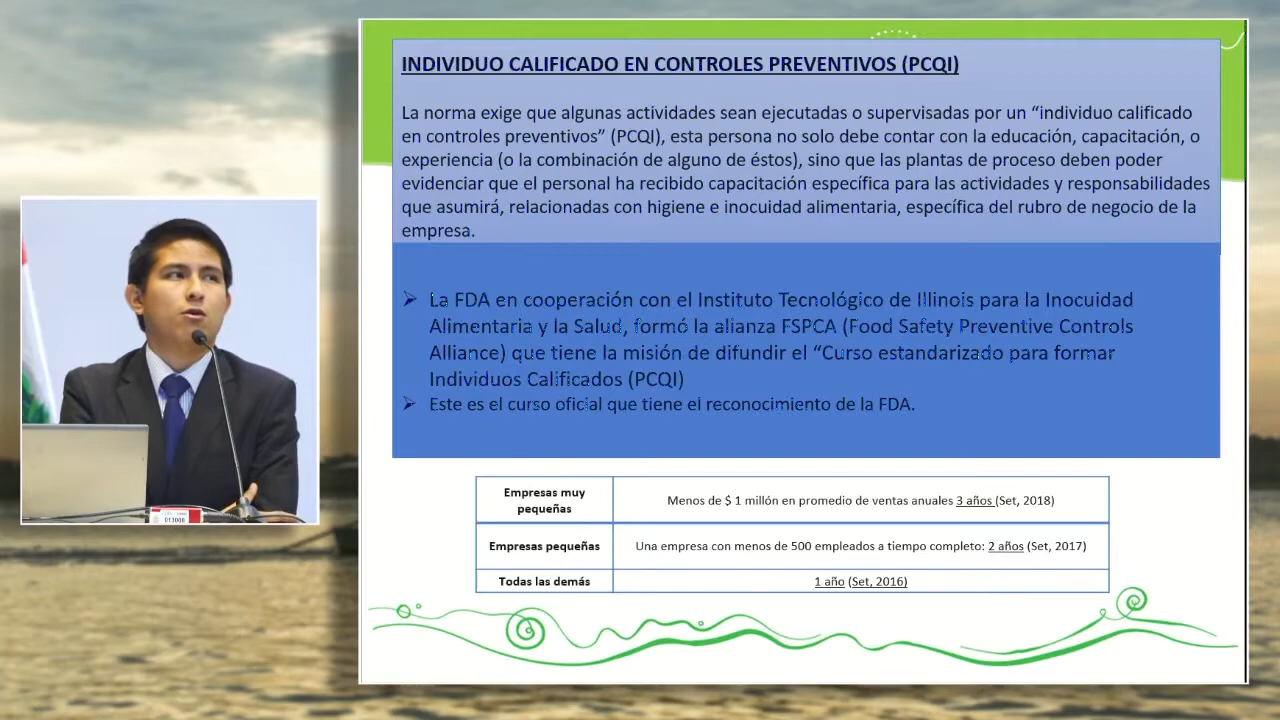 INDIVIDUO CALIFICADO EN CONTROLES PREVENTIVOS (PCQI)
La norma exige que algunas actividades sean ejecutadas o supervisadas por un “individuo calificado
en controles preventivos” (PCQI), esta persona no solo debe contar con la educación, capacitación, o
experiencia (o la combinación de alguno de éstos), sino que las plantas de proceso deben poder
evidenciar que el personal ha recibido capacitación específica para las actividades y responsabilidades
que asumirá, relacionadas con higiene e inocuidad alimentaria, específica del rubro de negocio de la
empresa.
➢ La FDA en cooperación con el Instituto Tecnológico de Illinois para la Inocuidad
Alimentaria y la Salud, formó la alianza FSPCA (Food Safety Preventive Controls
Alliance) que tiene la misión de difundir el “Curso estandarizado para formar
Individuos Calificados (PCQI)
➢ Este es el curso oficial que tiene el reconocimiento de la FDA.
Empresas muy
pequeñas
Menos de $ 1 millón en promedio de ventas anuales 3 años (Set, 2018)
Empresas pequeñas
Una empresa con menos de 500 empleados a tiempo completo: 2 años (Set, 2017)
Todas las demás
1 año (Set, 2016)
013000